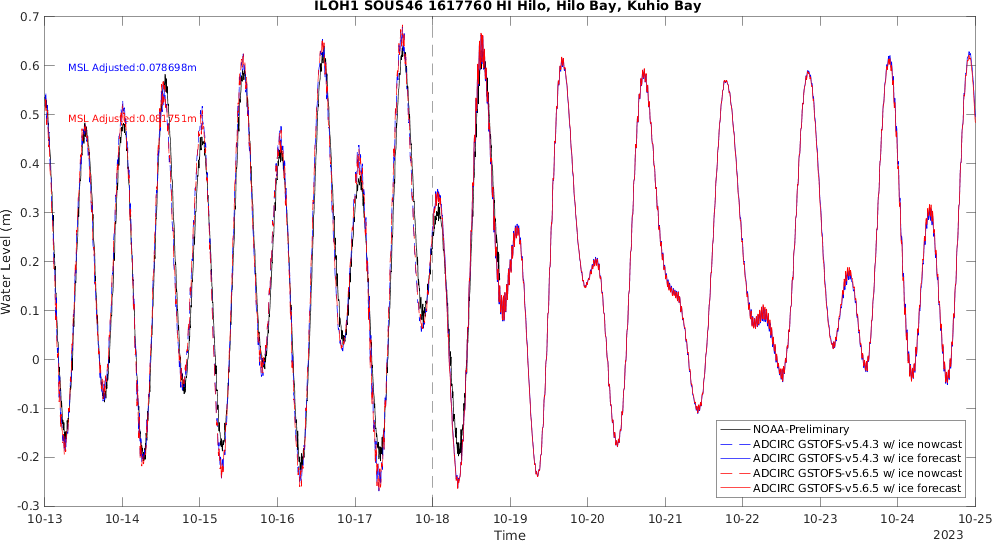 ILOH1 SOUS46 1617760 HI Hilo, Hilo Bay, Kuhio Bay
0.7
0.6
0.5
0.4
0.3
0.2
0.1
0
-0.1
-0.2
-0.3
Water Level (m)
MSL Adjusted:0.078698m
MSL Adjusted:0.081751m
NOAA-Preliminary
ADCIRC GSTOFS-v5.4.3 w/ ice nowcast
ADCIRC GSTOFS-v5.4.3 w/ ice forecast
ADCIRC GSTOFS-v5.6.5 w/ ice nowcast
ADCIRC GSTOFS-v5.6.5 w/ ice forecast
10-13 10-14 10-15 10-16 10-17 10-18 10-19 10-20 10-21 10-22 10-23 10-24 10-25
Time
2023